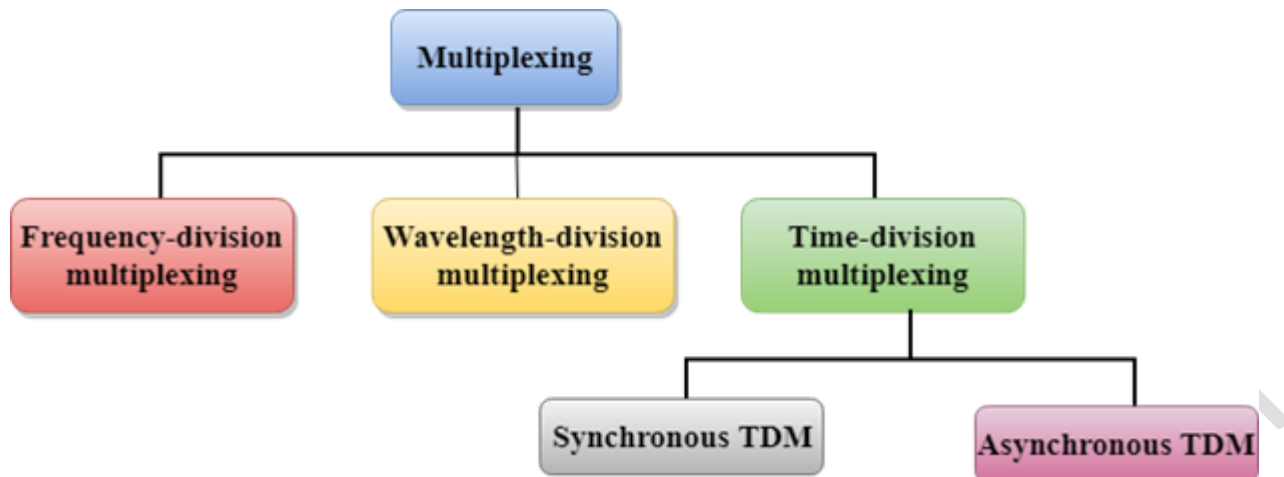 Multiplexing
Frequency-division
multiplexing
Wavelength-division
multiplexing
Time-division
multiplexing
Synchronous TDM
Asynchronous TDM